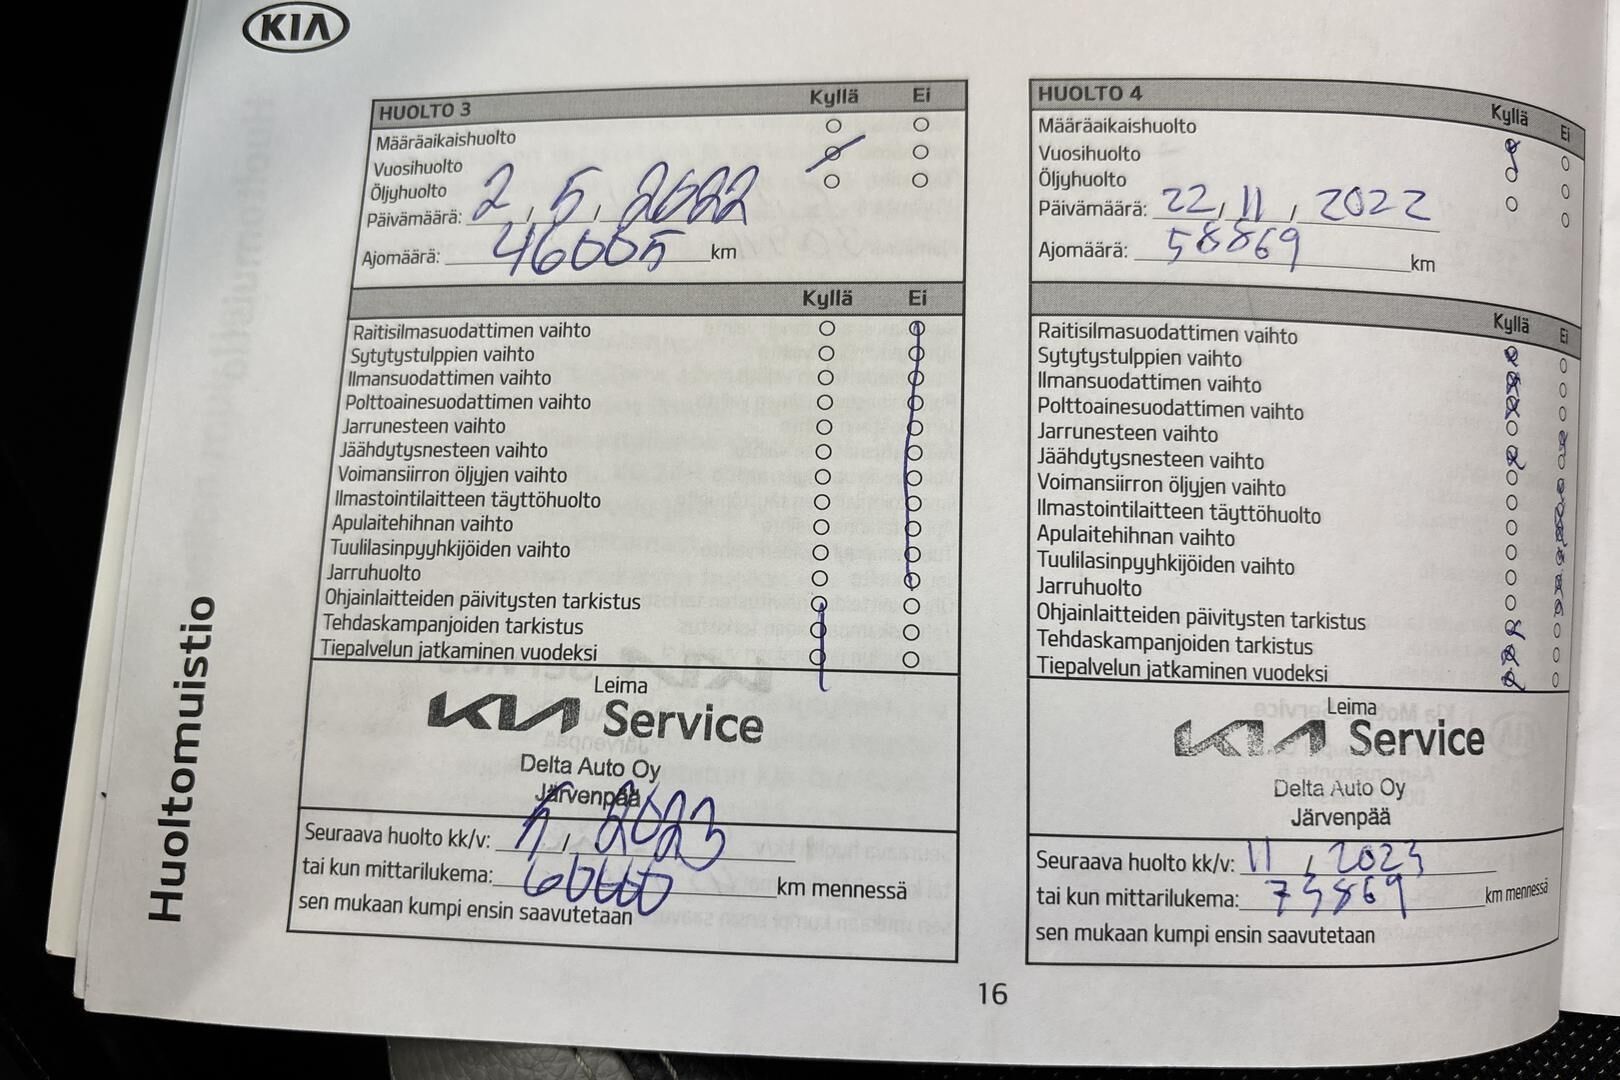 KIA
Huoltomuistio
HUOLTO 3 Kyllä Ei
Määräaikaishuolto
Vuosihuolto
Öljyhuolto
Päivämäärä: 2, 5, 2022
Ajomäärä: 46005 km
Kyllä Ei
Raitisilmasuodattimen vaihto
Sytytystulppien vaihto
Ilmansuodattimen vaihto
Polttoainesuodattimen vaihto
Jarrunesteen vaihto
Jäähdytysnesteen vaihto
Voimansiirron öljyjen vaihto
Ilmastointilaitteen täyttöhuolto
Apulaitehihnan vaihto
Tuulilasinpyyhkijöiden vaihto
Jarruhuolto
Ohjainlaitteiden päivitysten tarkistus
Tehdaskampanjoiden tarkistus
Tiepalvelun jatkaminen vuodeksi
Leima
KIA Service
Delta Auto Oy
Järvenpää
Seuraava huolto kk/v: 5, 2023
tai kun mittarilukema: 60000 km mennessä
sen mukaan kumpi ensin saavutetaan
HUOLTO 4 Kyllä Ei
Määräaikaishuolto
Vuosihuolto
Öljyhuolto
Päivämäärä: 22, 11, 2022
Ajomäärä: 58869 km
Kyllä Ei
Raitisilmasuodattimen vaihto
Sytytystulppien vaihto
Ilmansuodattimen vaihto
Polttoainesuodattimen vaihto
Jarrunesteen vaihto
Jäähdytysnesteen vaihto
Voimansiirron öljyjen vaihto
Ilmastointilaitteen täyttöhuolto
Apulaitehihnan vaihto
Tuulilasinpyyhkijöiden vaihto
Jarruhuolto
Ohjainlaitteiden päivitysten tarkistus
Tehdaskampanjoiden tarkistus
Tiepalvelun jatkaminen vuodeksi
Leima
KIA Service
Delta Auto Oy
Järvenpää
Seuraava huolto kk/v: 11, 2023
tai kun mittarilukema: 73869 km mennessä
sen mukaan kumpi ensin saavutetaan
16